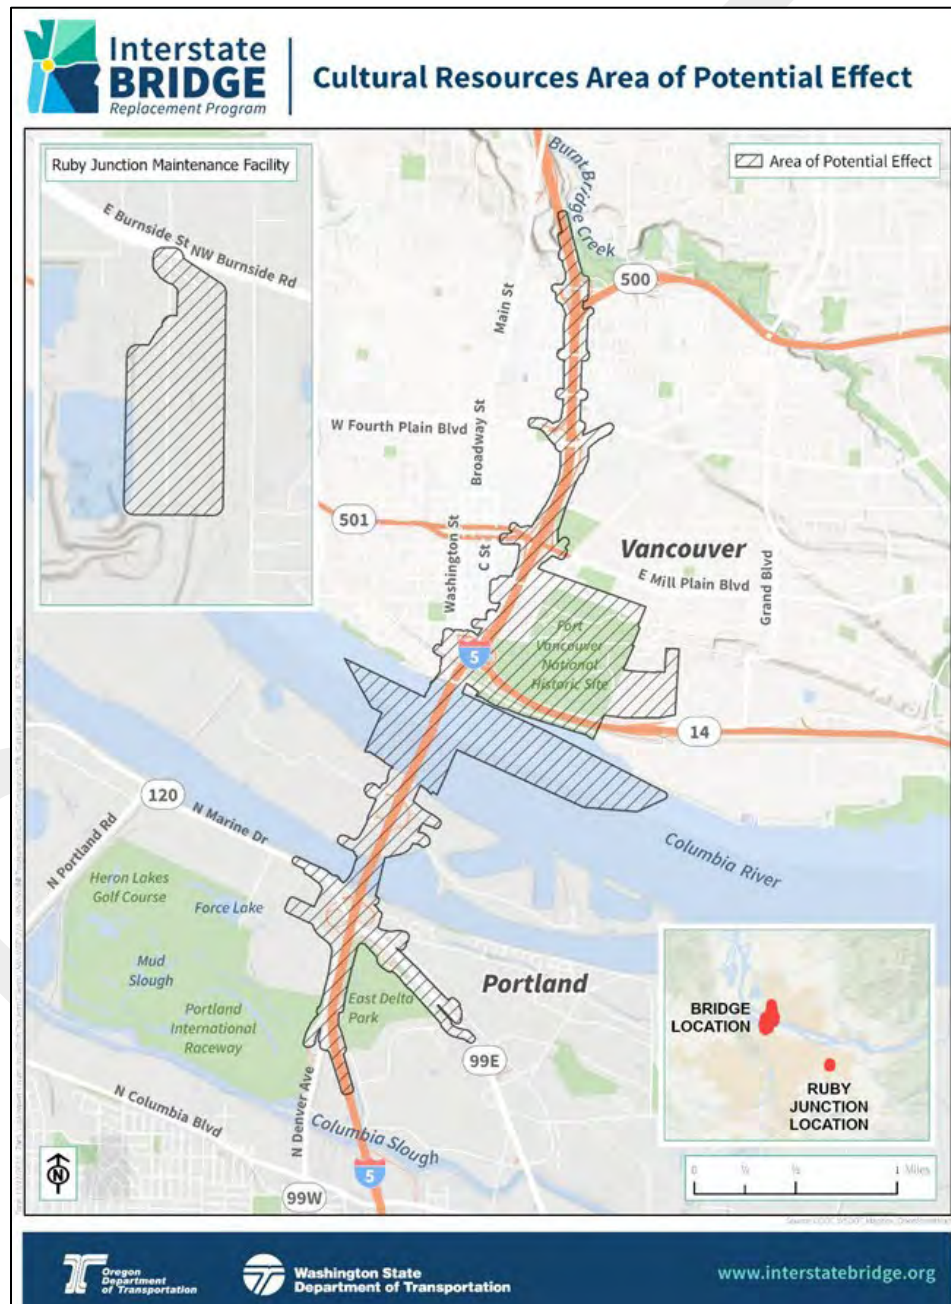 Interstate
BRIDGE
Replacement Program
Cultural Resources Area of Potential Effect
Ruby Junction Maintenance Facility
Area of Potential Effect
E Burnside St
NW Burnside Rd
Burnt Bridge Creek
500
Main St
W Fourth Plain Blvd
Broadway St
501
Washington St
C St
Vancouver
E Mill Plain Blvd
Grand Blvd
5
Fort
Vancouver
National
Historic Site
14
120
N Marine Dr
N Portland Rd
Columbia River
Heron Lakes
Golf Course
Force Lake
Mud
Slough
Portland
East Delta
Park
Portland
International
Raceway
99E
BRIDGE
LOCATION
RUBY
JUNCTION
LOCATION
N Denver Ave
N Columbia Blvd
Columbia Slough
N
5
99W
0
1 Miles
Oregon
Department
of Transportation
Washington State
Department of Transportation
www.interstatebridge.org